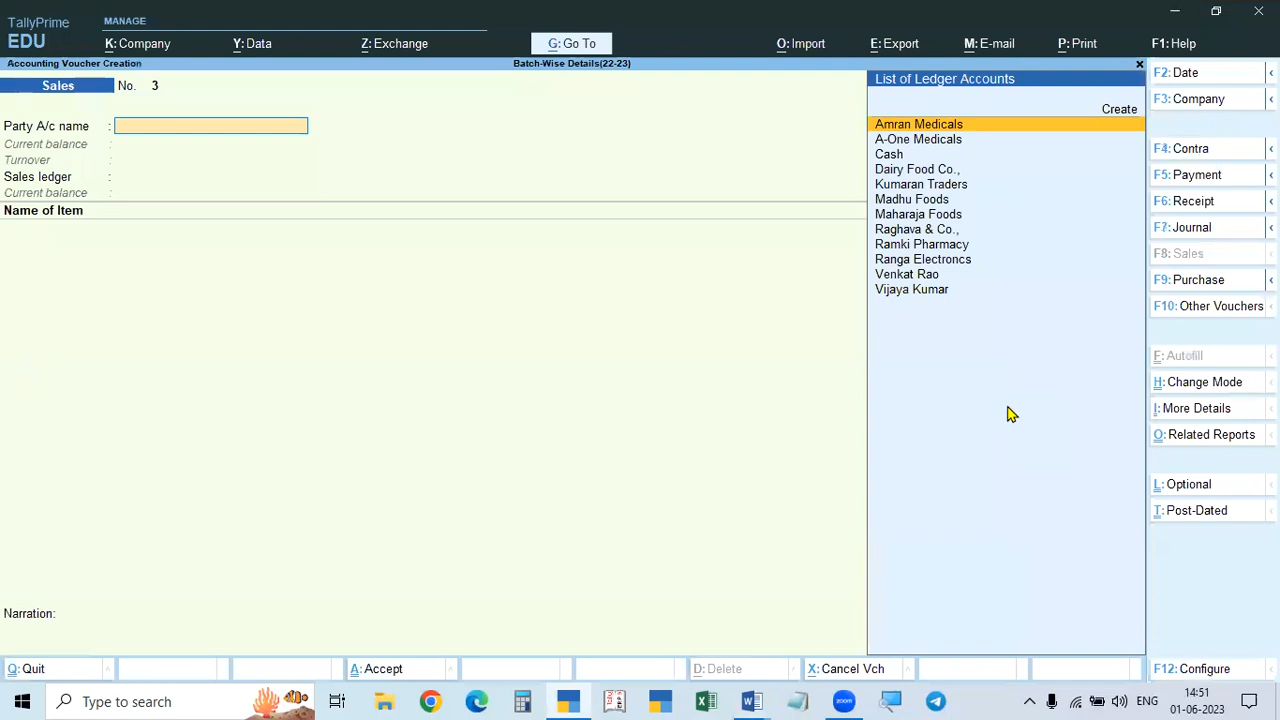 TallyPrime
EDU
MANAGE
K: Company
Y: Data
Z: Exchange
G: Go To
O: Import
E: Export
M: E-mail
P: Print
F1: Help
Accounting Voucher Creation
Batch-Wise Details(22-23)
Sales No. 3
Party A/c name :
Current balance :
Turnover :
Sales ledger :
Current balance :
Name of Item
Narration:
List of Ledger Accounts
Create
Amran Medicals
A-One Medicals
Cash
Dairy Food Co.,
Kumaran Traders
Madhu Foods
Maharaja Foods
Raghava & Co.,
Ramki Pharmacy
Ranga Electroncs
Venkat Rao
Vijaya Kumar
F2: Date
F3: Company
F4: Contra
F5: Payment
F6: Receipt
F7: Journal
F8: Sales
F9: Purchase
F10: Other Vouchers
F: Autofill
H: Change Mode
I: More Details
O: Related Reports
L: Optional
T: Post-Dated
Q: Quit
A: Accept
D: Delete
X: Cancel Vch
F12: Configure
Type to search
zoom
ENG
14:51
01-06-2023